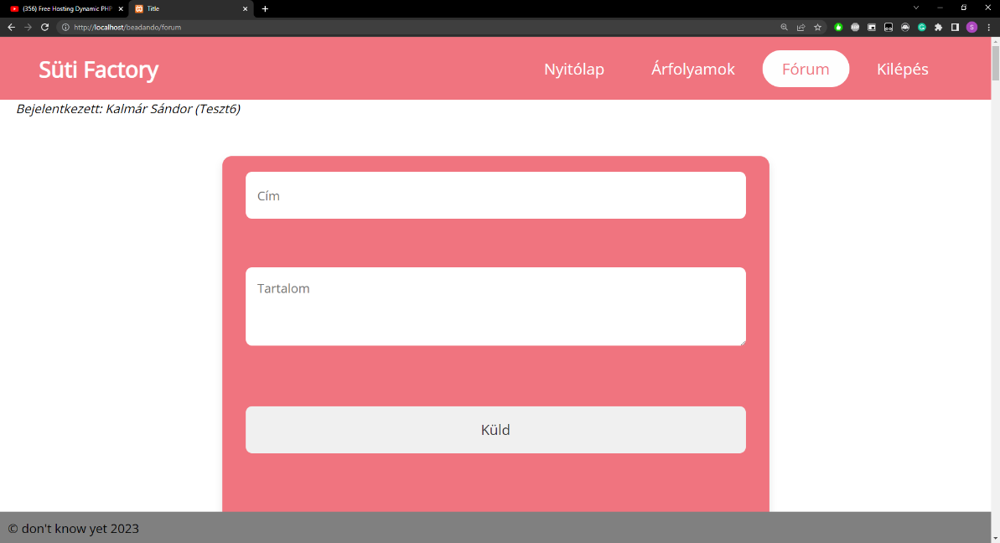 (356) Free Hosting Dynamic PHP
Title
http://localhost/beadando/forum
S
Süti Factory
Nyitólap
Árfolyamok
Fórum
Kilépés
Bejelentkezett: Kalmár Sándor (Teszt6)
Cím
Tartalom
Küld
© don't know yet 2023